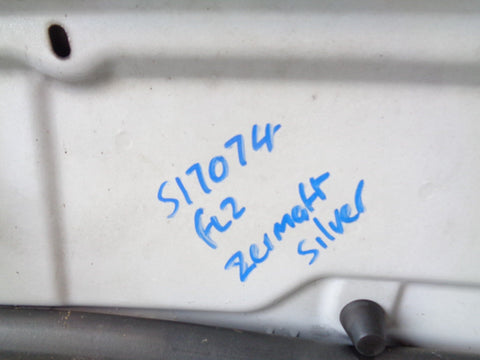 S17074
FL2
Zermatt
Silver